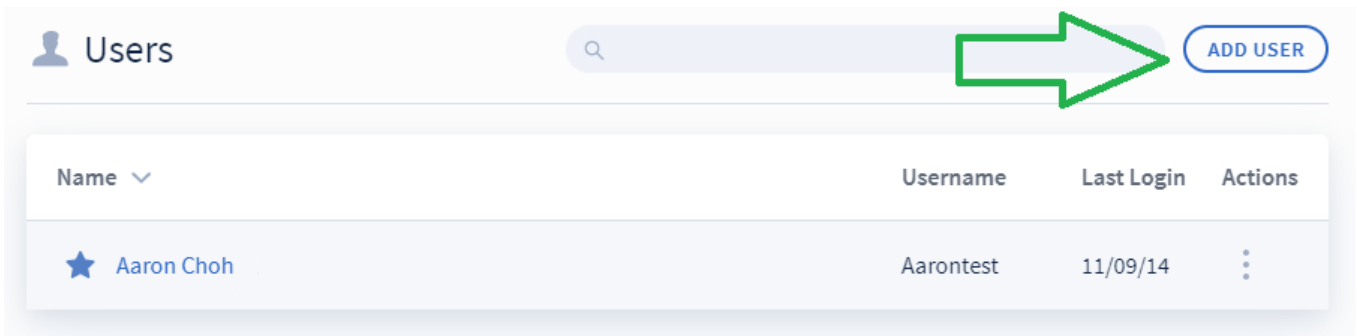 Users
ADD USER
Name Username Last Login Actions
Aaron Choh Aarontest 11/09/14